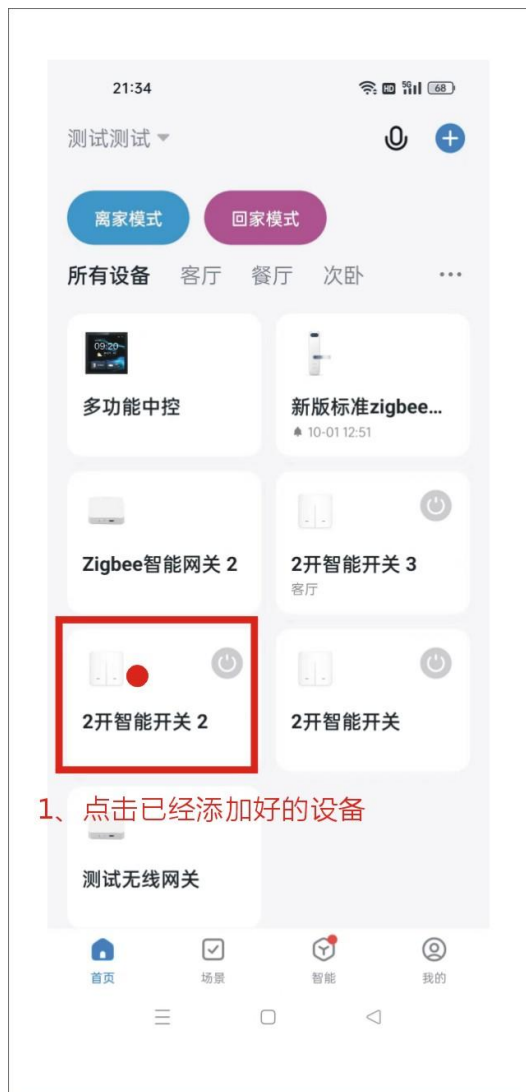 21:34 HD 5G 68
测试测试
离家模式 回家模式
所有设备 客厅 餐厅 次卧 ...
09:20
多功能中控 新版标准zigbee...
10-01 12:51
Zigbee智能网关 2 2开智能开关 3
客厅
2开智能开关 2 2开智能开关
1、点击已经添加好的设备
测试无线网关
首页 场景 智能 我的